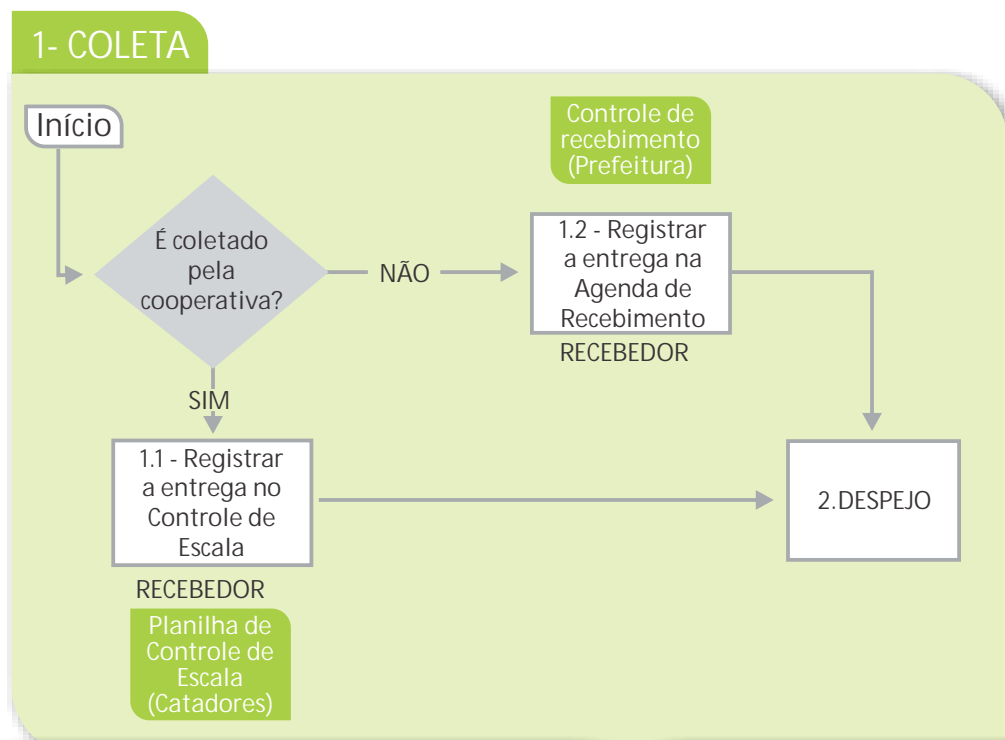 1- COLETA
Início
Controle de
recebimento
(Prefeitura)
É coletado
pela
cooperativa?
NÃO
1.2 - Registrar
a entrega na
Agenda de
Recebimento
RECEBEDOR
SIM
1.1 - Registrar
a entrega no
Controle de
Escala
RECEBEDOR
Planilha de
Controle de
Escala
(Catadores)
2.DESPEJO